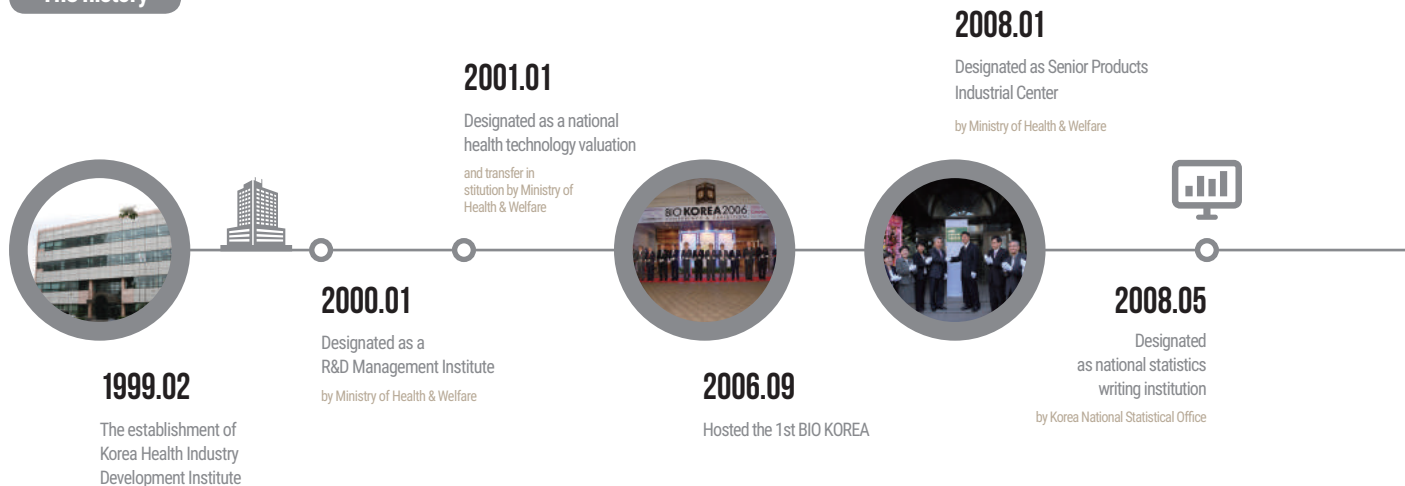 The history
1999.02
The establishment of
Korea Health Industry
Development Institute
2000.01
Designated as a
R&D Management Institute
by Ministry of Health & Welfare
2001.01
Designated as a national
health technology valuation
and transfer in
stitution by Ministry of
Health & Welfare
BIO KOREA2006
2006.09
Hosted the 1st BIO KOREA
2008.01
Designated as Senior Products
Industrial Center
by Ministry of Health & Welfare
2008.05
Designated
as national statistics
writing institution
by Korea National Statistical Office